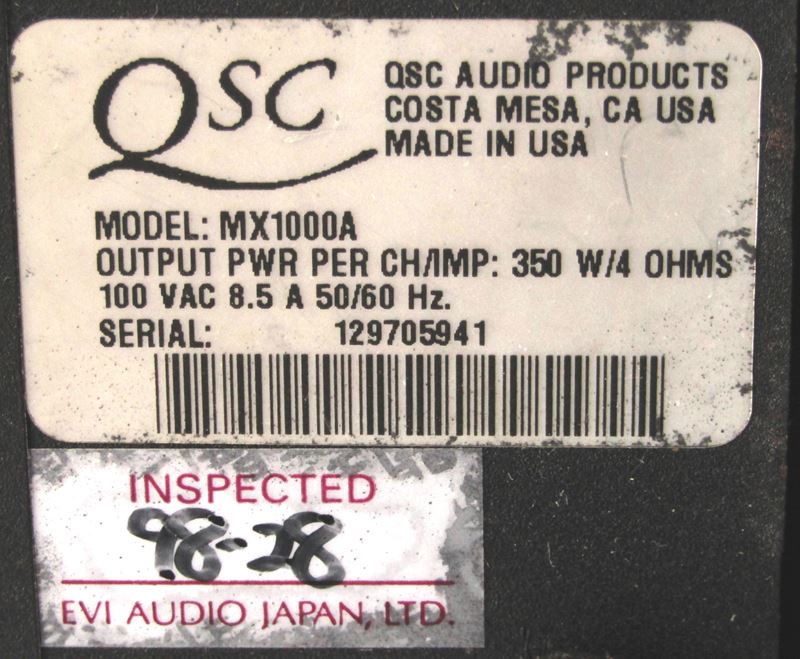 QSC
QSC AUDIO PRODUCTS
COSTA MESA, CA USA
MADE IN USA
MODEL: MX1000A
OUTPUT PWR PER CH/IMP: 350 W/4 OHMS
100 VAC 8.5 A 50/60 Hz.
SERIAL: 129705941
INSPECTED
98-28
EVI AUDIO JAPAN, LTD.